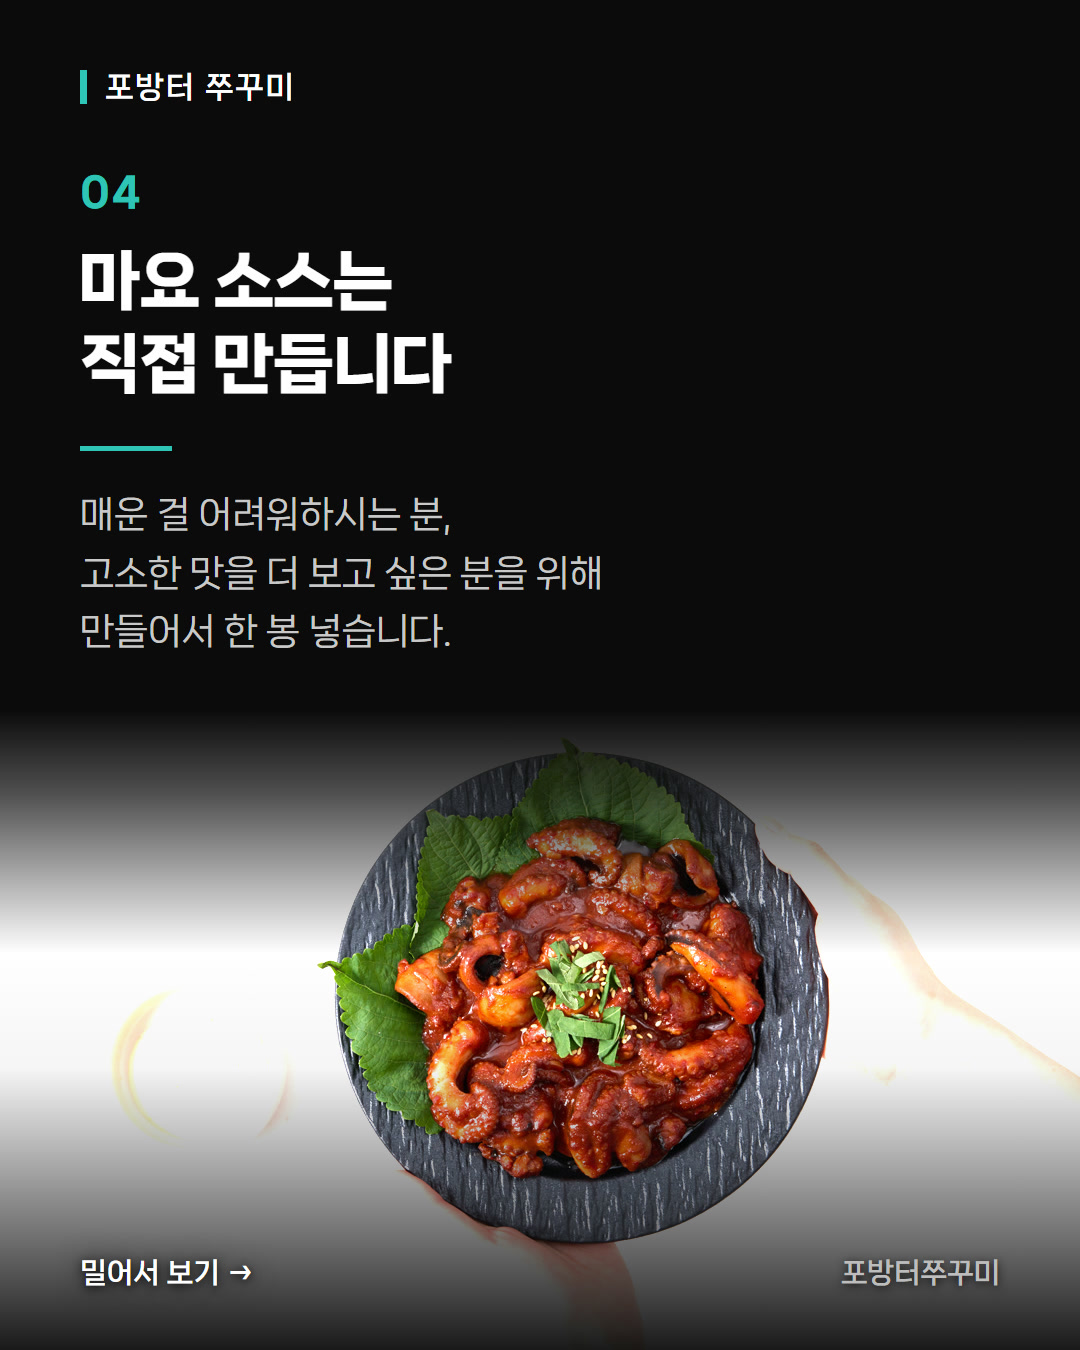 포방터 쭈꾸미
04
마요 소스는
직접 만듭니다
매운 걸 어려워하시는 분,
고소한 맛을 더 보고 싶은 분을 위해
만들어서 한 봉 넣습니다.
밀어서 보기 →
포방터쭈꾸미